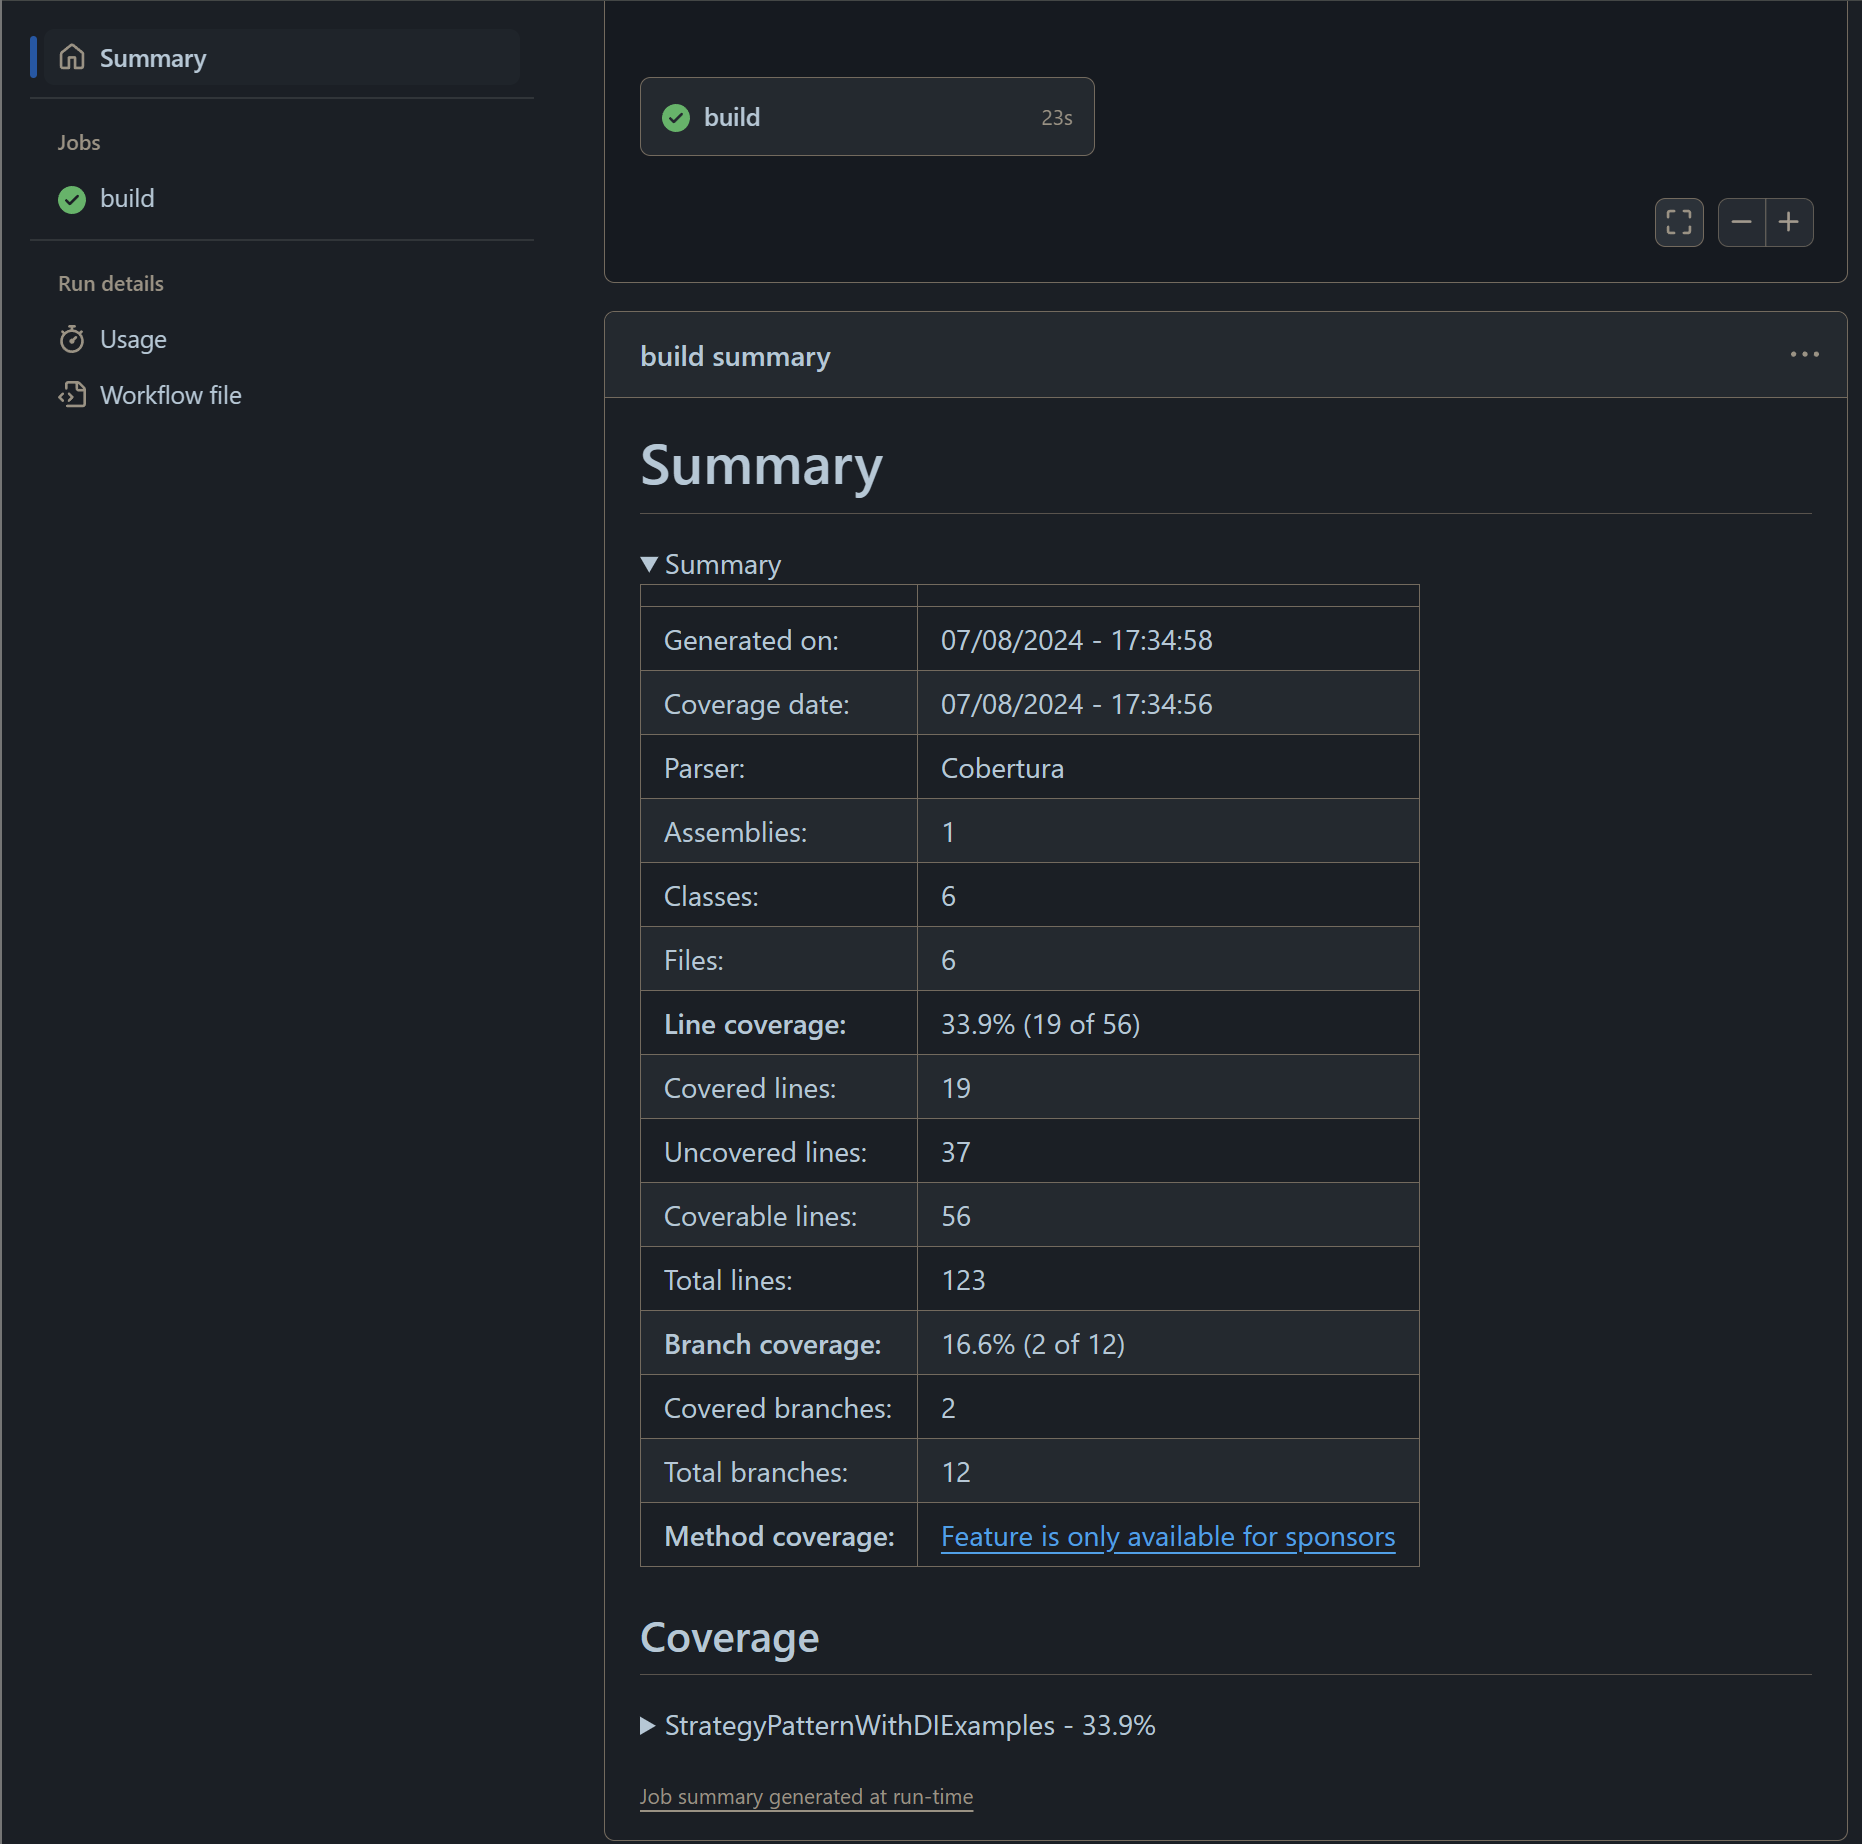 Summary
Jobs
build
Run details
Usage
Workflow file
build 23s
build summary
Summary
Summary
Generated on: 07/08/2024 - 17:34:58
Coverage date: 07/08/2024 - 17:34:56
Parser: Cobertura
Assemblies: 1
Classes: 6
Files: 6
Line coverage: 33.9% (19 of 56)
Covered lines: 19
Uncovered lines: 37
Coverable lines: 56
Total lines: 123
Branch coverage: 16.6% (2 of 12)
Covered branches: 2
Total branches: 12
Method coverage: Feature is only available for sponsors
Coverage
StrategyPatternWithDIExamples - 33.9%
Job summary generated at run-time